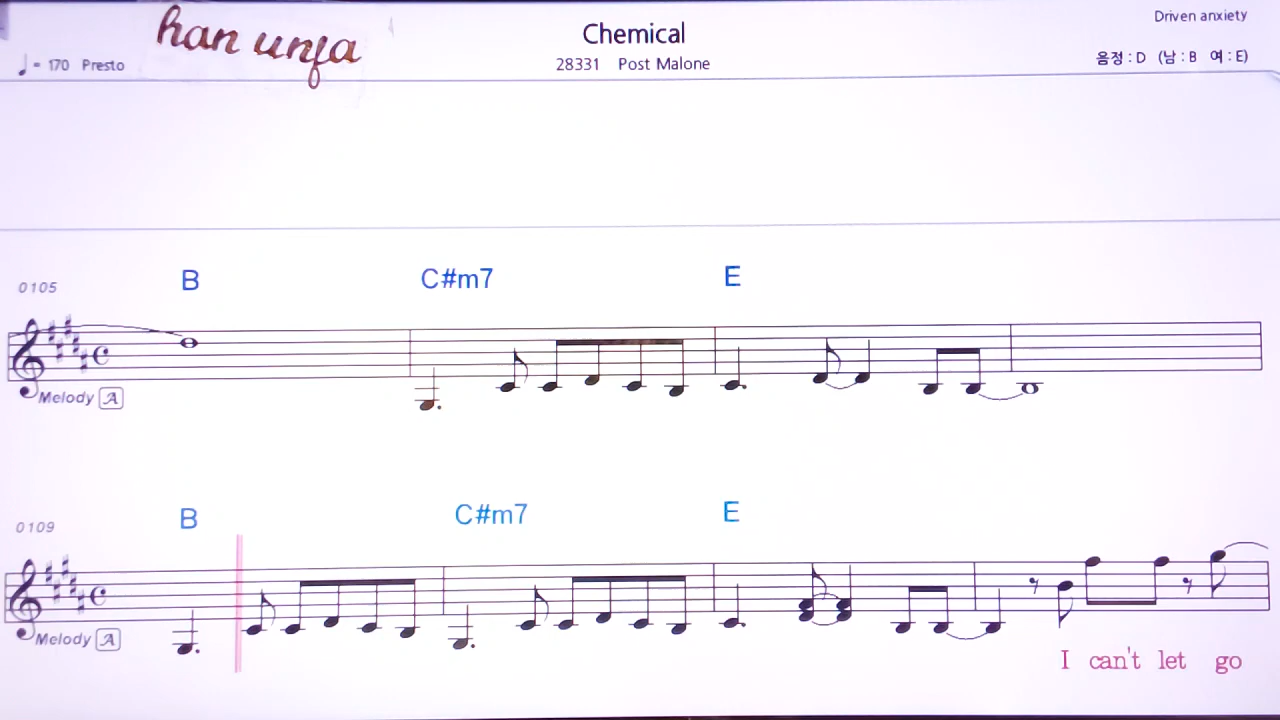 han unfa
Chemical
Driven anxiety
♩= 170 Presto
28331 Post Malone
음정 : D (남 : B 여 : E)
0105
B C#m7 E
Melody A
0109
B C#m7 E
Melody A
I can't let go